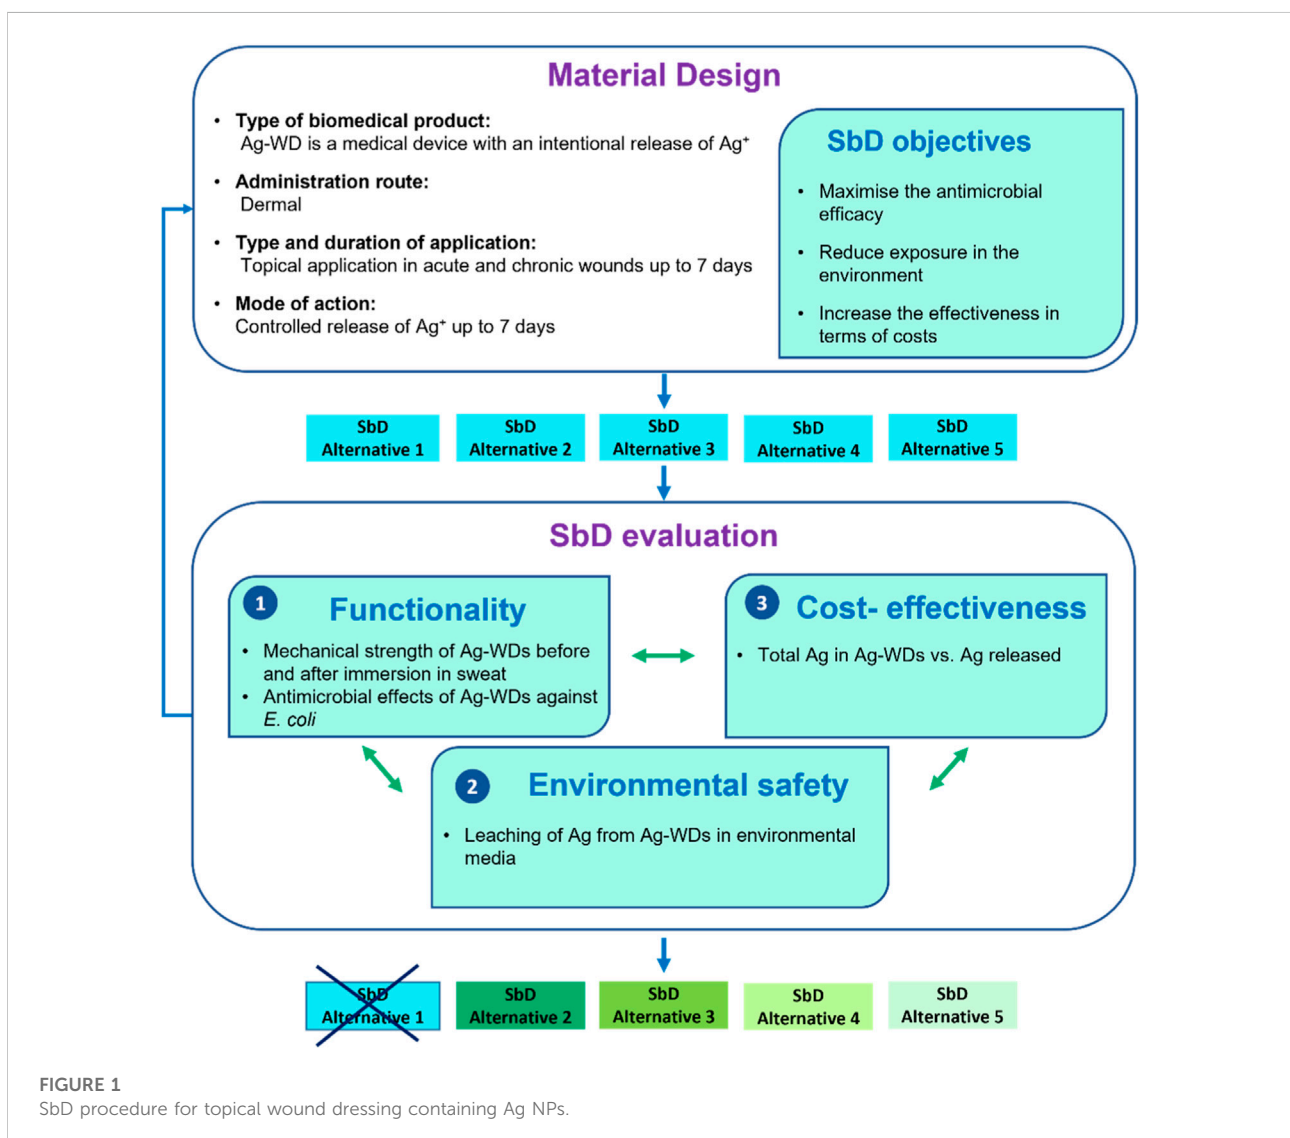 Material Design
• Type of biomedical product:
Ag-WD is a medical device with an intentional release of Ag⁺
• Administration route:
Dermal
• Type and duration of application:
Topical application in acute and chronic wounds up to 7 days
• Mode of action:
Controlled release of Ag⁺ up to 7 days
SbD objectives
• Maximise the antimicrobial
efficacy
• Reduce exposure in the
environment
• Increase the effectiveness in
terms of costs
SbD
Alternative 1
SbD
Alternative 2
SbD
Alternative 3
SbD
Alternative 4
SbD
Alternative 5
SbD evaluation
1
Functionality
• Mechanical strength of Ag-WDs before
and after immersion in sweat
• Antimicrobial effects of Ag-WDs against
E. coli
3
Cost- effectiveness
• Total Ag in Ag-WDs vs. Ag released
2
Environmental safety
• Leaching of Ag from Ag-WDs in environmental
media
SbD
Alternative 1
SbD
Alternative 2
SbD
Alternative 3
SbD
Alternative 4
SbD
Alternative 5
FIGURE 1
SbD procedure for topical wound dressing containing Ag NPs.